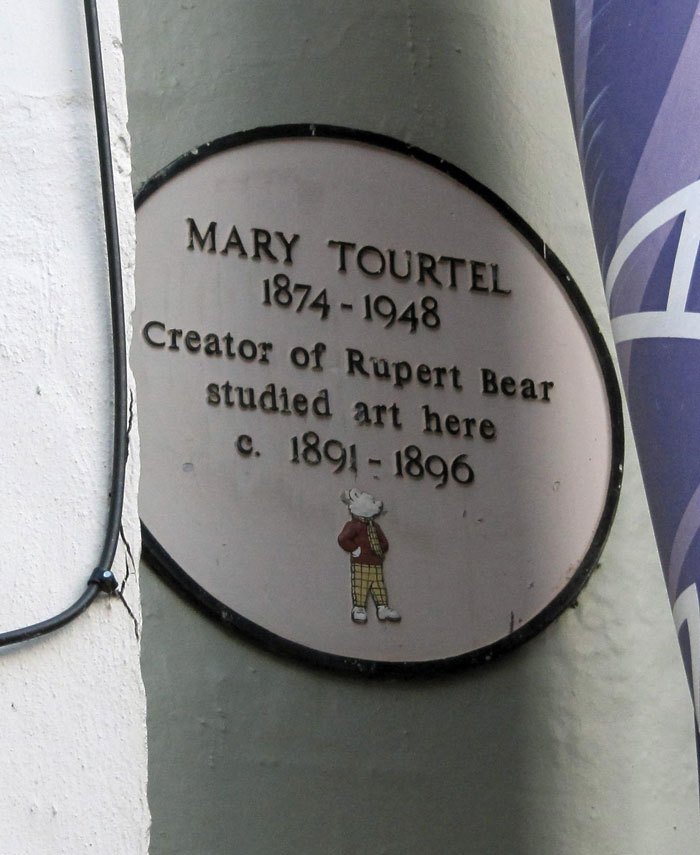 MARY TOURTEL
1874 - 1948
Creator of Rupert Bear
studied art here
c. 1891 - 1896